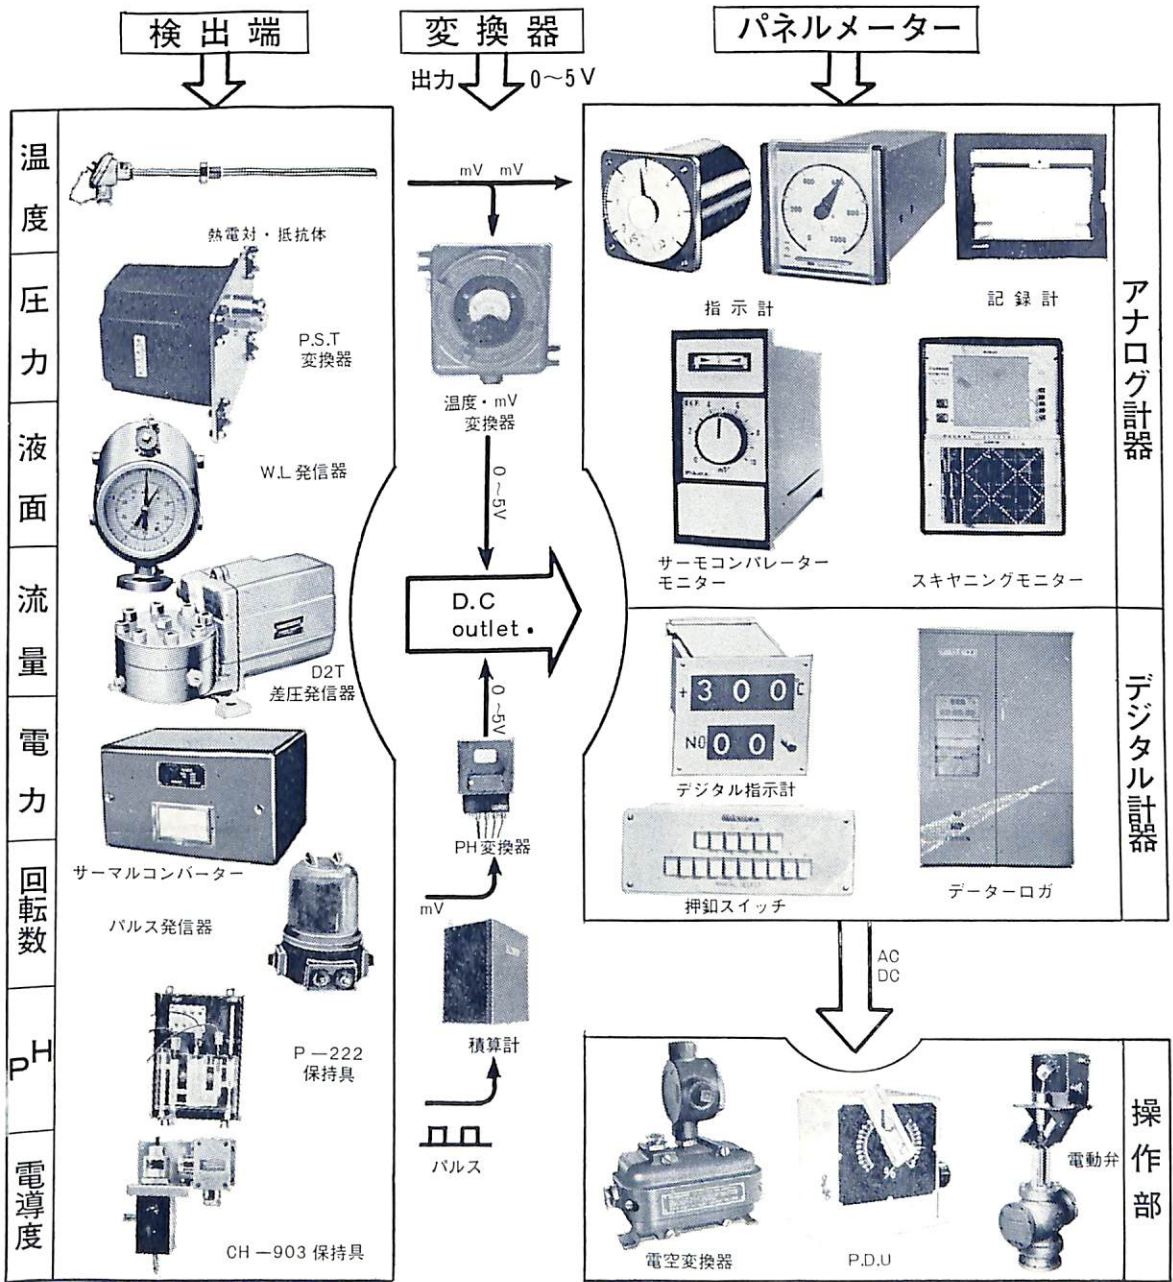 検出端
変換器
パネルメーター
出力 0～5V
温度
熱電対・抵抗体
圧力
P.S.T
変換器
液面
W.L 発信器
流量
D2T
差圧発信器
電力
サーマルコンバーター
回転数
パルス発信器
PH
P-222
保持具
電導度
CH-903 保持具
mV mV
温度・mV
変換器
0～5V
D.C
outlet.
0～5V
PH変換器
mV
積算計
パルス
アナログ計器
指示計
記録計
サーモコンパレーター
モニター
スキヤニングモニター
デジタル計器
+300℃
NO 00
デジタル指示計
押釦スイッチ
データーロガ
AC
DC
操作部
電空変換器
%
P.D.U
電動弁